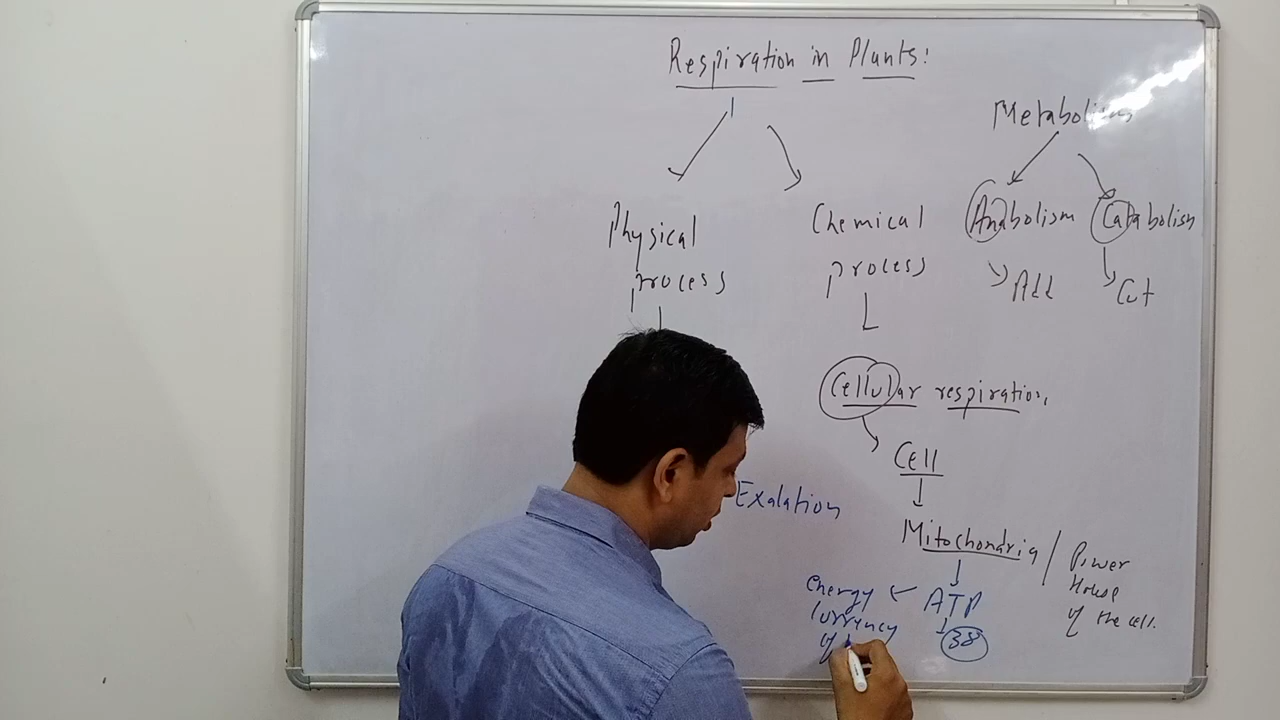 Respiration in Plants:
Metabolism
Physical
process
Chemical
process
Anabolism
Catabolism
Add
Cut
Cellular respiration.
Cell
Exalation
Mitochondria / Power
House
of the cell.
ATP
38
Energy
Currency
of